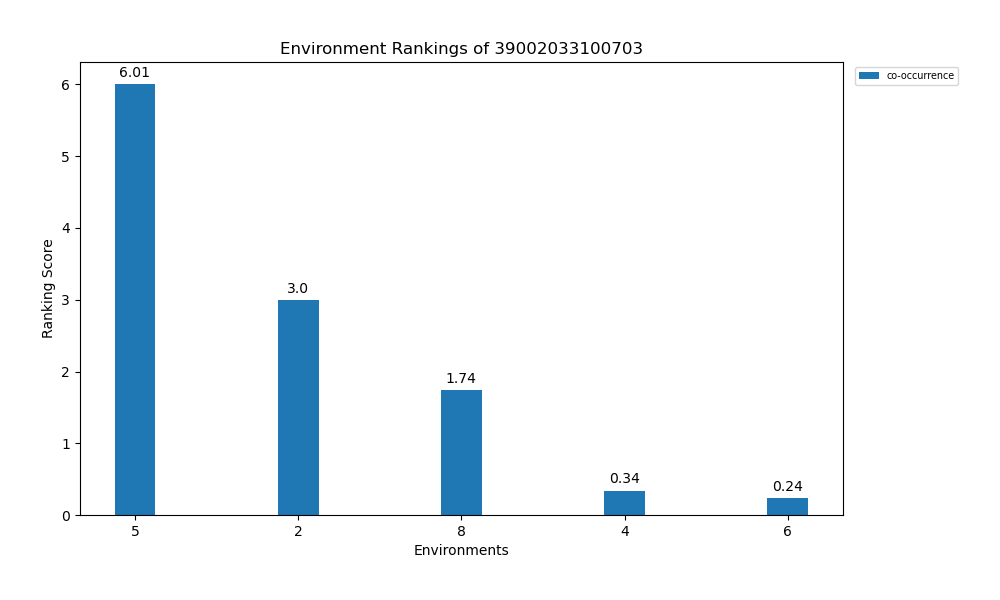 Environment Rankings of 39002033100703
co-occurrence
Ranking Score
6
5
4
3
2
1
0
6.01
3.0
1.74
0.34
0.24
5 2 8 4 6
Environments